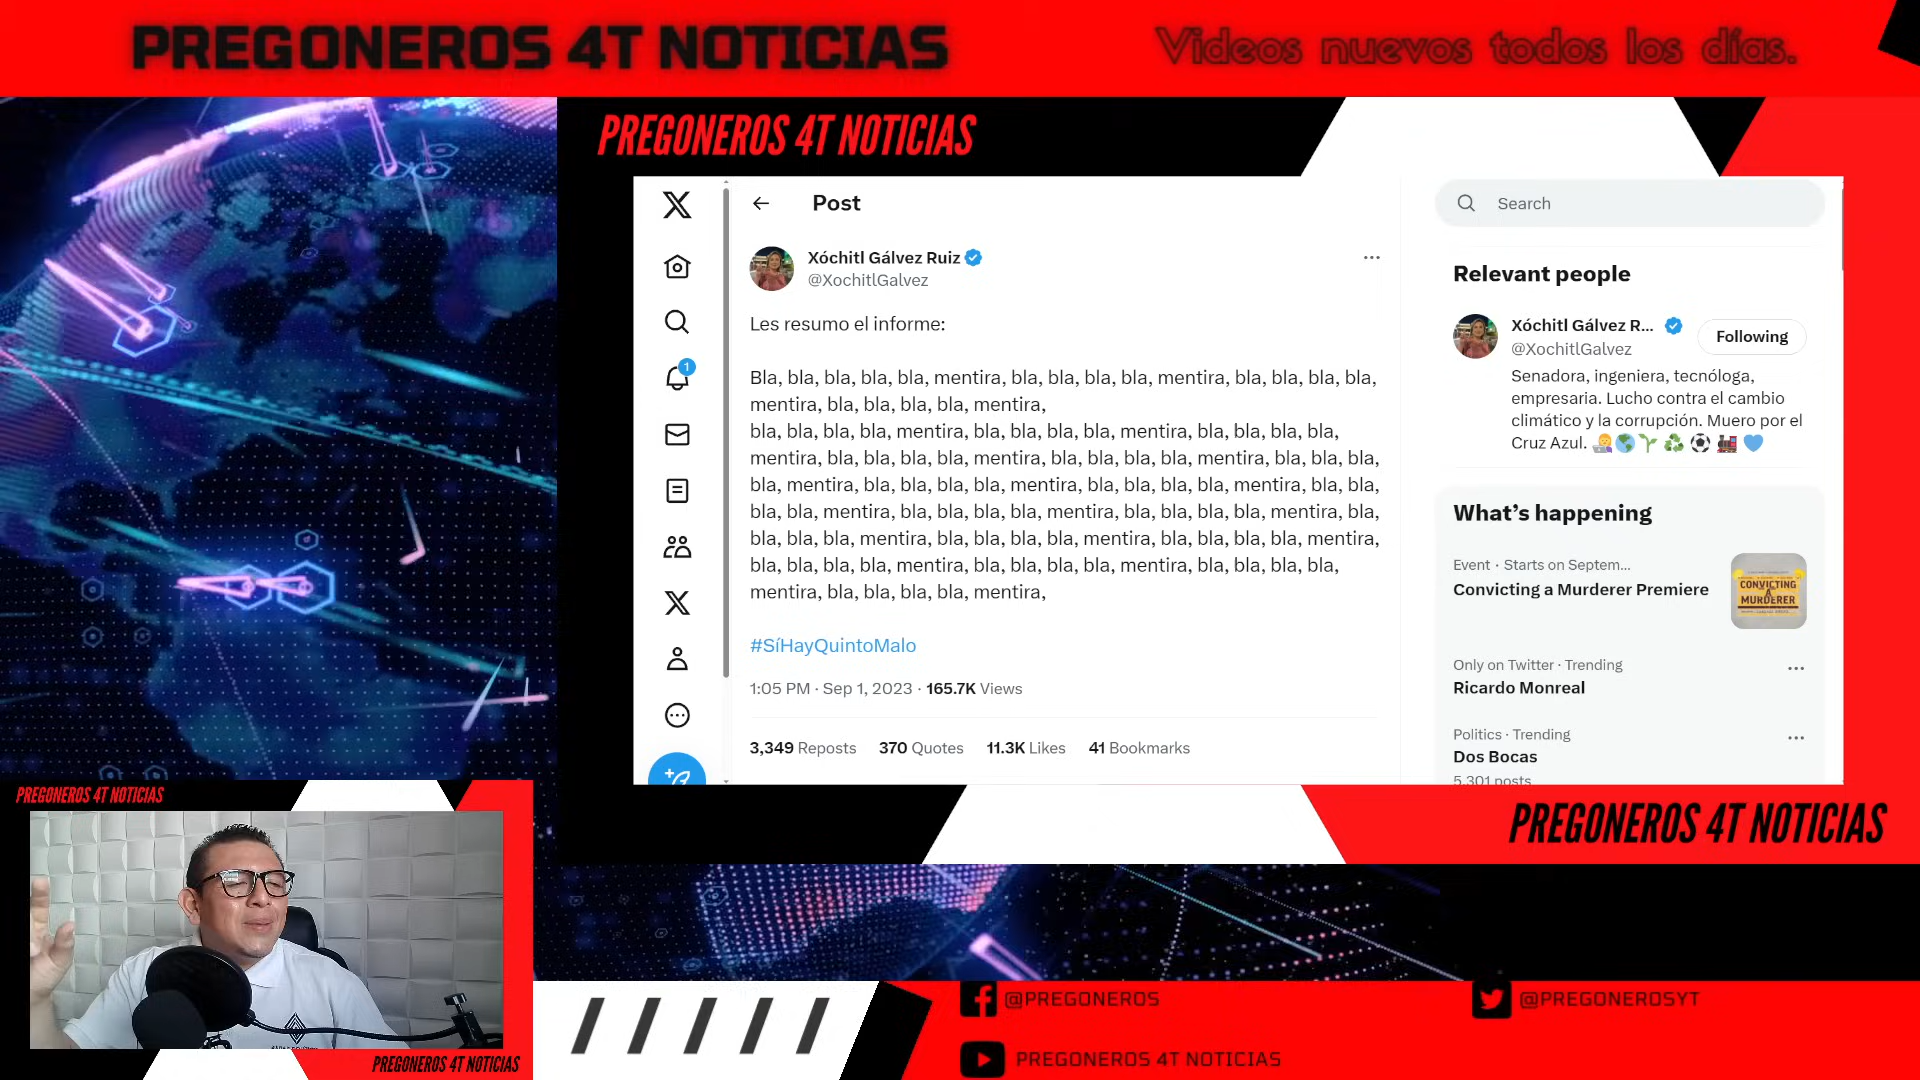 PREGONEROS 4T NOTICIAS
Videos nuevos todos los días.
PREGONEROS 4T NOTICIAS
Post
Xóchitl Gálvez Ruiz
@XochitlGalvez
Les resumo el informe:
Bla, bla, bla, bla, bla, mentira, bla, bla, bla, bla, mentira, bla, bla, bla, bla,
mentira, bla, bla, bla, bla, mentira,
bla, bla, bla, bla, mentira, bla, bla, bla, bla, mentira, bla, bla, bla, bla,
mentira, bla, bla, bla, bla, mentira, bla, bla, bla, bla, mentira, bla, bla, bla,
bla, mentira, bla, bla, bla, bla, mentira, bla, bla, bla, bla, mentira, bla, bla,
bla, bla, mentira, bla, bla, bla, bla, mentira, bla, bla, bla, bla, mentira, bla,
bla, bla, bla, mentira, bla, bla, bla, bla, mentira, bla, bla, bla, bla, mentira,
bla, bla, bla, bla, mentira, bla, bla, bla, bla, mentira, bla, bla, bla, bla,
mentira, bla, bla, bla, bla, mentira,
#SíHayQuintoMalo
1:05 PM · Sep 1, 2023 · 165.7K Views
3,349 Reposts 370 Quotes 11.3K Likes 41 Bookmarks
1
Search
Relevant people
Xóchitl Gálvez R...
Following
@XochitlGalvez
Senadora, ingeniera, tecnóloga,
empresaria. Lucho contra el cambio
climático y la corrupción. Muero por el
Cruz Azul.
What's happening
Event · Starts on Septem...
Convicting a Murderer Premiere
CONVICTING
A
MURDERER
Only on Twitter · Trending
Ricardo Monreal
Politics · Trending
Dos Bocas
5,301 posts
PREGONEROS 4T NOTICIAS
PREGONEROS 4T NOTICIAS
PREGONEROS 4T NOTICIAS
@PREGONEROS
@PREGONEROSYT
PREGONEROS 4T NOTICIAS